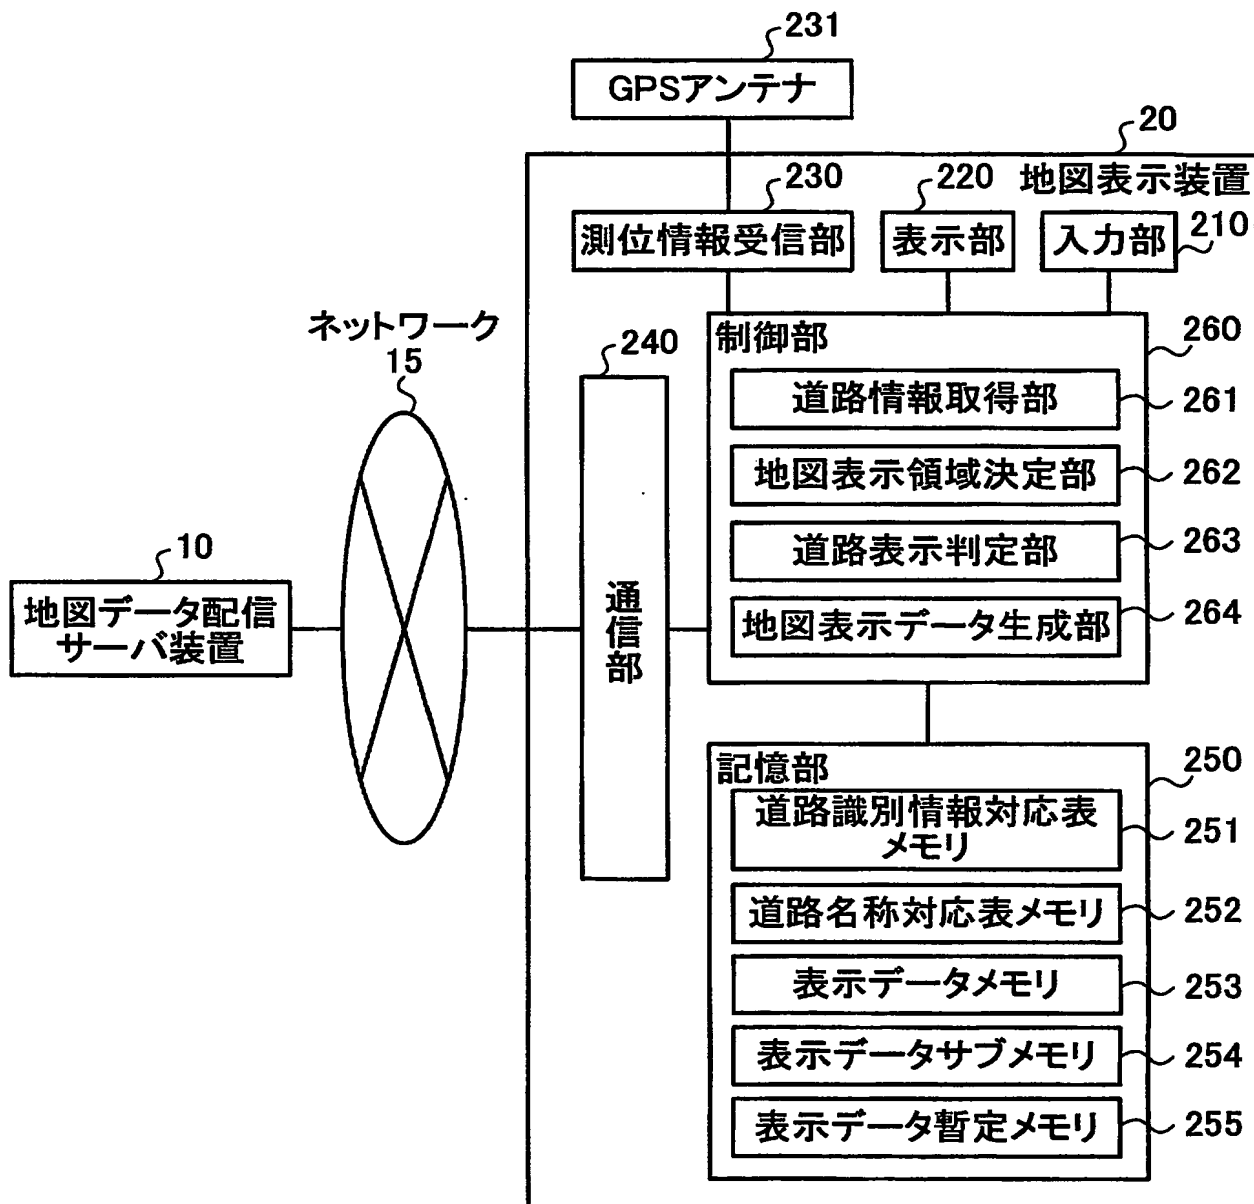 231
GPSアンテナ
20
地図表示装置
230
220
210
測位情報受信部
表示部
入力部
ネットワーク
15
240
制御部
260
道路情報取得部
261
地図表示領域決定部
262
道路表示判定部
263
地図表示データ生成部
264
10
地図データ配信
サーバ装置
通信部
記憶部
250
道路識別情報対応表
メモリ
251
道路名称対応表メモリ
252
表示データメモリ
253
表示データサブメモリ
254
表示データ暫定メモリ
255